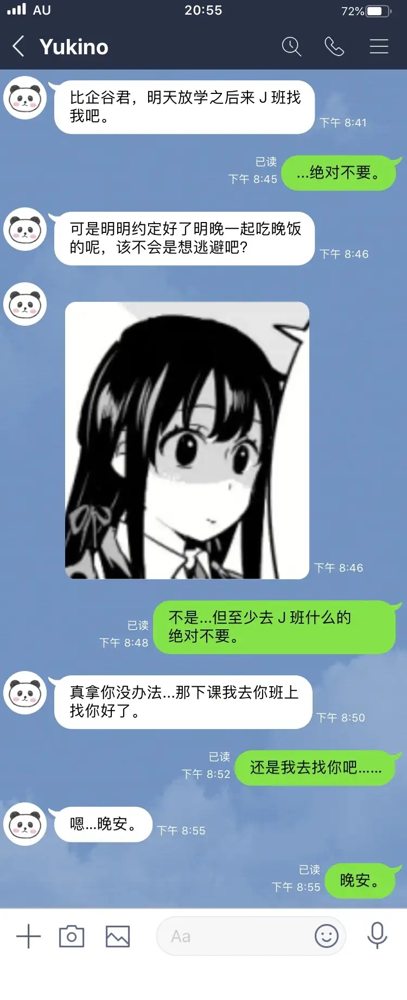 AU 20:55 72%
Yukino
比企谷君，明天放学之后来 J 班找
我吧。
下午 8:41
已读
下午 8:45
...绝对不要。
可是明明约定好了明晚一起吃晚饭
的呢，该不会是想逃避吧?
下午 8:46
下午 8:46
已读
下午 8:48
不是...但至少去 J 班什么的
绝对不要。
真拿你没办法...那下课我去你班上
找你好了。
下午 8:50
已读
下午 8:52
还是我去找你吧......
嗯...晚安。
下午 8:55
已读
下午 8:55
晚安。
Aa